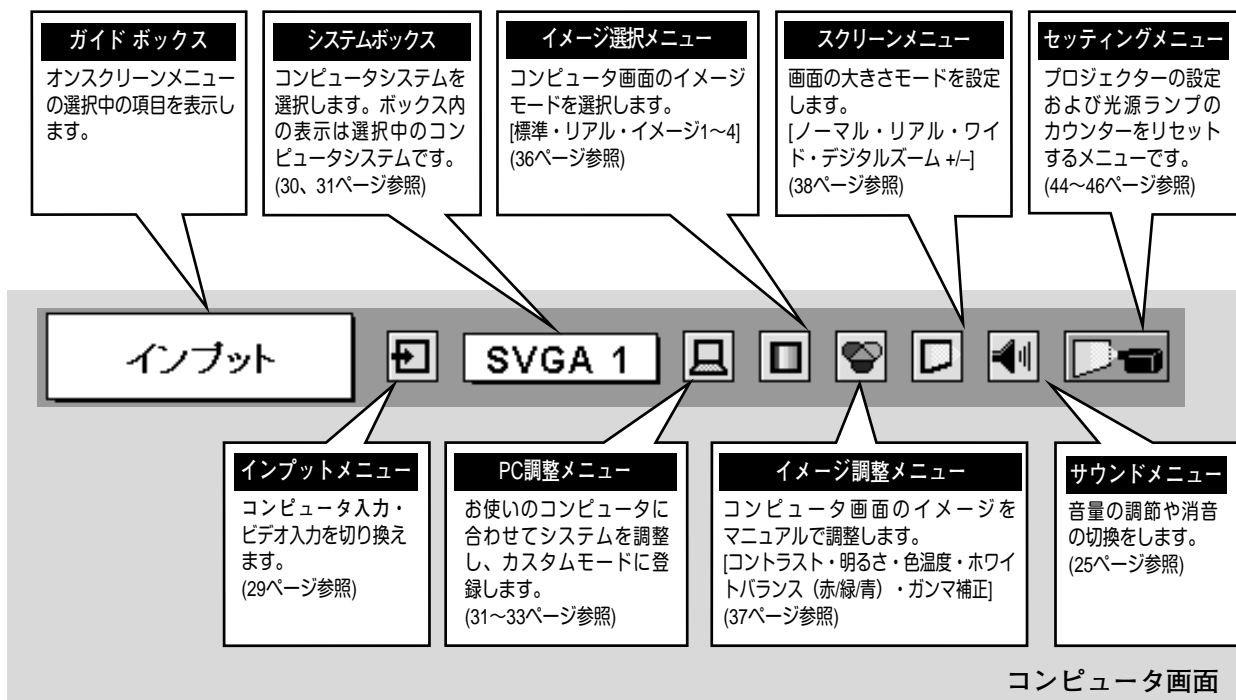 ガイド ボックス
オンスクリーンメニュー
の選択中の項目を表示し
ます。
システムボックス
コンピュータシステムを
選択します。ボックス内
の表示は選択中のコン
ピュータシステムです。
(30、31ページ参照)
イメージ選択メニュー
コンピュータ画面のイメージ
モードを選択します。
[標準・リアル・イメージ1〜4]
(36ページ参照)
スクリーンメニュー
画面の大きさモードを設定
します。
[ノーマル・リアル・ワイ
ド・デジタルズーム +/–]
(38ページ参照)
セッティングメニュー
プロジェクターの設定
および光源ランプの
カウンターをリセット
するメニューです。
(44〜46ページ参照)
インプット
SVGA 1
インプットメニュー
コンピュータ入力・
ビデオ入力を切り換え
ます。
(29ページ参照)
PC調整メニュー
お使いのコンピュータに
合わせてシステムを調整
し、カスタムモードに登
録します。
(31〜33ページ参照)
イメージ調整メニュー
コンピュータ画面のイメージを
マニュアルで調整します。
[コントラスト・明るさ・色温度・ホワイ
トバランス（赤/緑/青）・ガンマ補正]
(37ページ参照)
サウンドメニュー
音量の調節や消音
の切換をします。
(25ページ参照)
コンピュータ画面